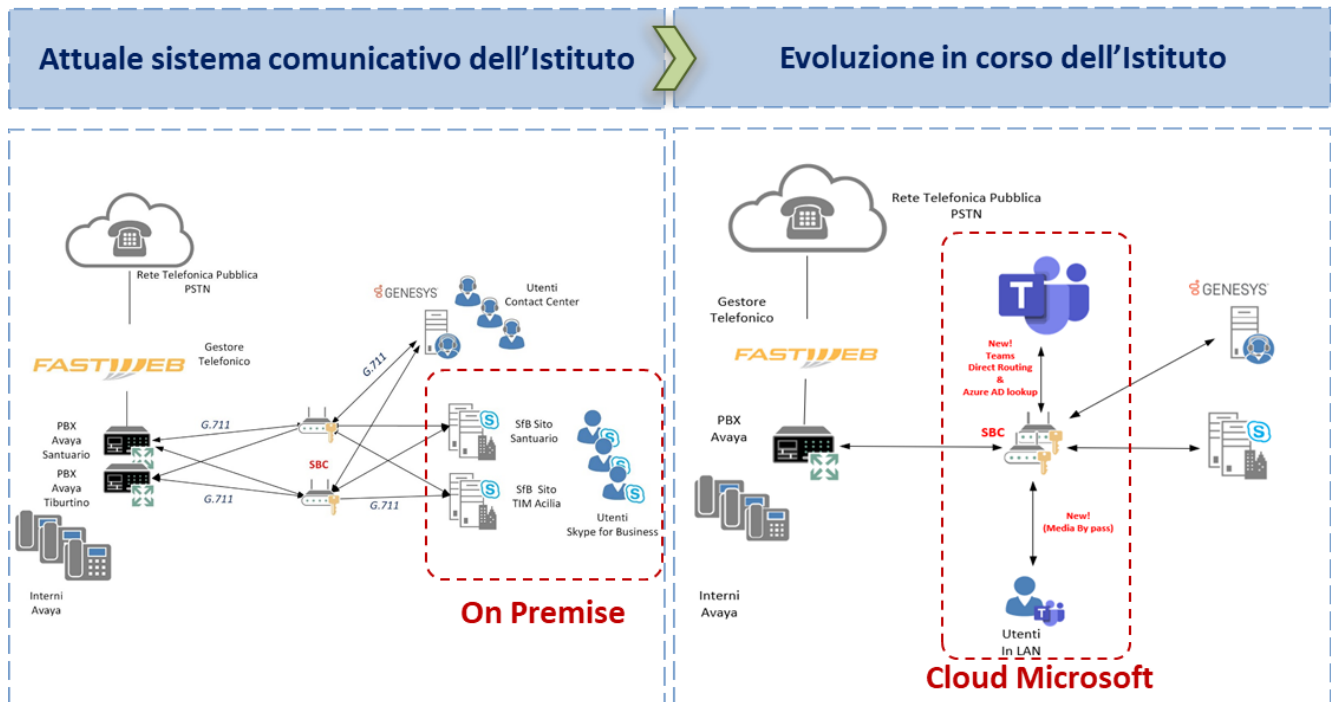 Attuale sistema comunicativo dell'Istituto
Evoluzione in corso dell'Istituto
Rete Telefonica Pubblica
PSTN
GENESYS
Utenti
Contact Center
Gestore
Telefonico
FASTWEB
G.711
PBX
Avaya
Santuario
PBX
Avaya
Tiburtino
G.711
G.711
SBC
G.711
SfB Sito
Santuario
SfB Sito
TIM Acilia
Utenti
Skype for Business
Interni
Avaya
On Premise
Rete Telefonica Pubblica
PSTN
T
GENESYS
Gestore
Telefonico
FASTWEB
New!
Teams
Direct Routing
&
Azure AD lookup
PBX
Avaya
SBC
New!
(Media By pass)
Interni
Avaya
Utenti
In LAN
Cloud Microsoft